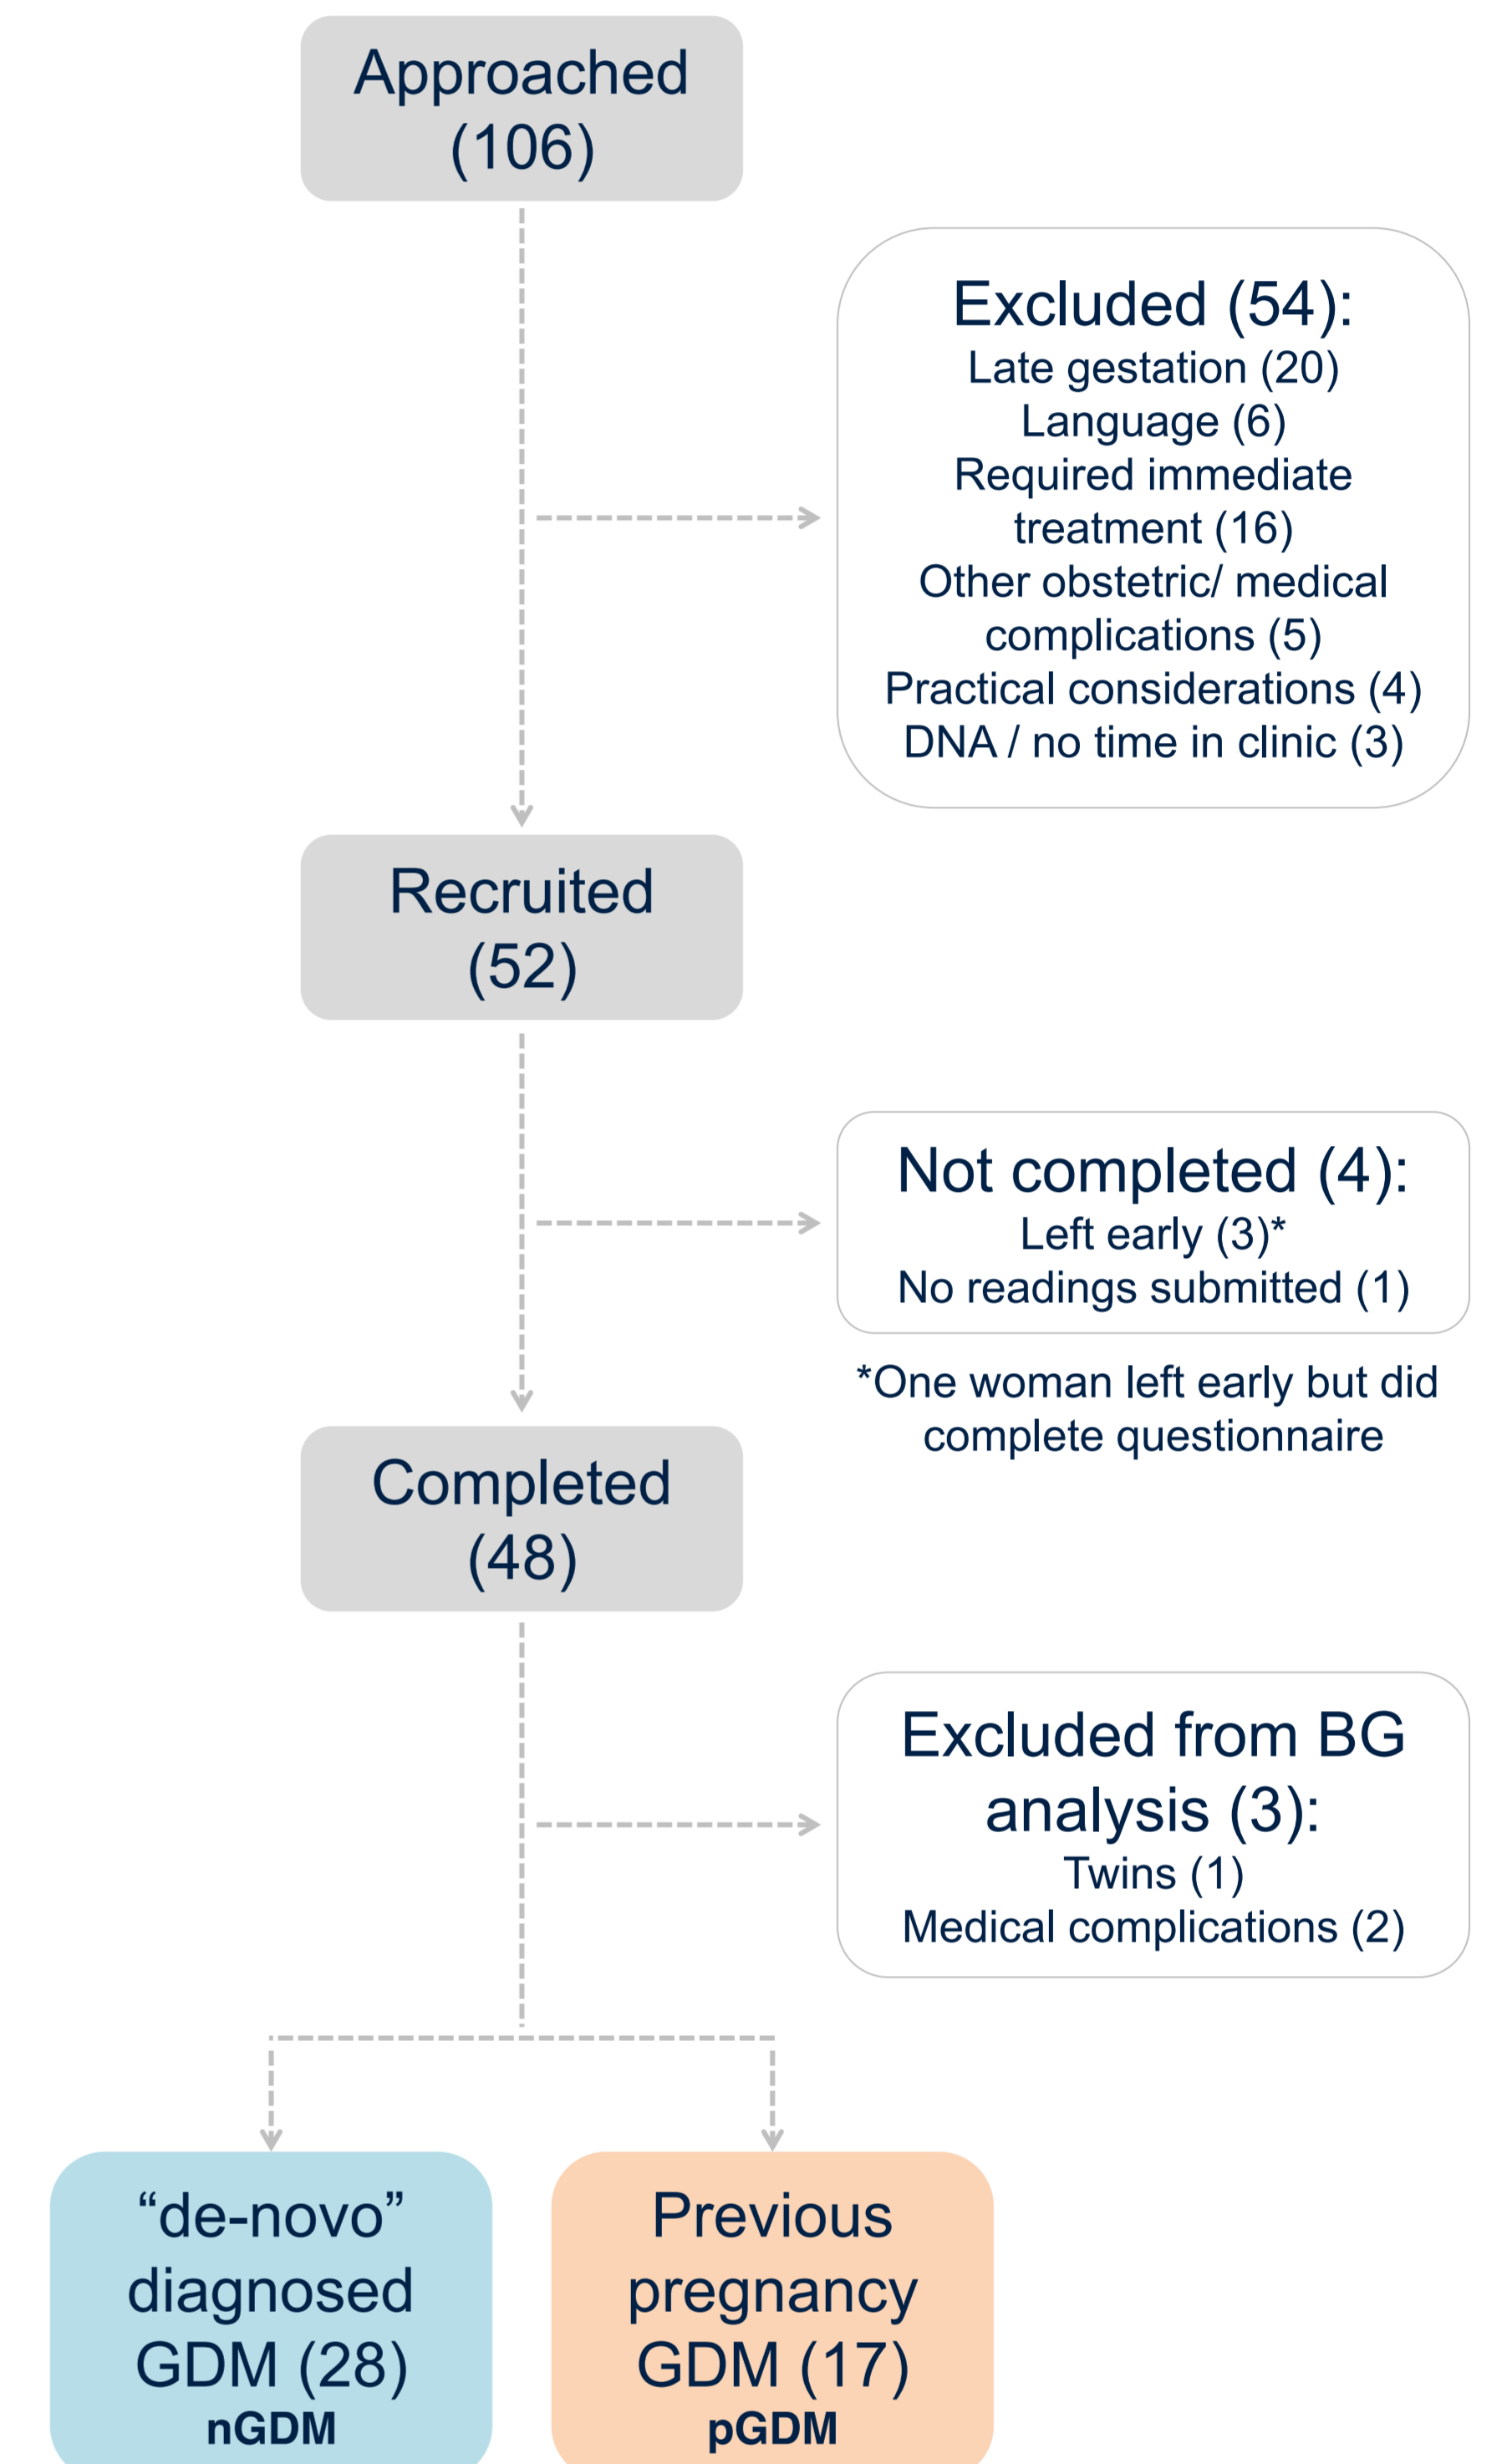 Approached
(106)
Excluded (54):
Late gestation (20)
Language (6)
Required immediate
treatment (16)
Other obstetric/ medical
complications (5)
Practical considerations (4)
DNA / no time in clinic (3)
Recruited
(52)
Not completed (4):
Left early (3)*
No readings submitted (1)
*One woman left early but did
complete questionnaire
Completed
(48)
Excluded from BG
analysis (3):
Twins (1)
Medical complications (2)
“de-novo”
diagnosed
GDM (28)
nGDM
Previous
pregnancy
GDM (17)
pGDM